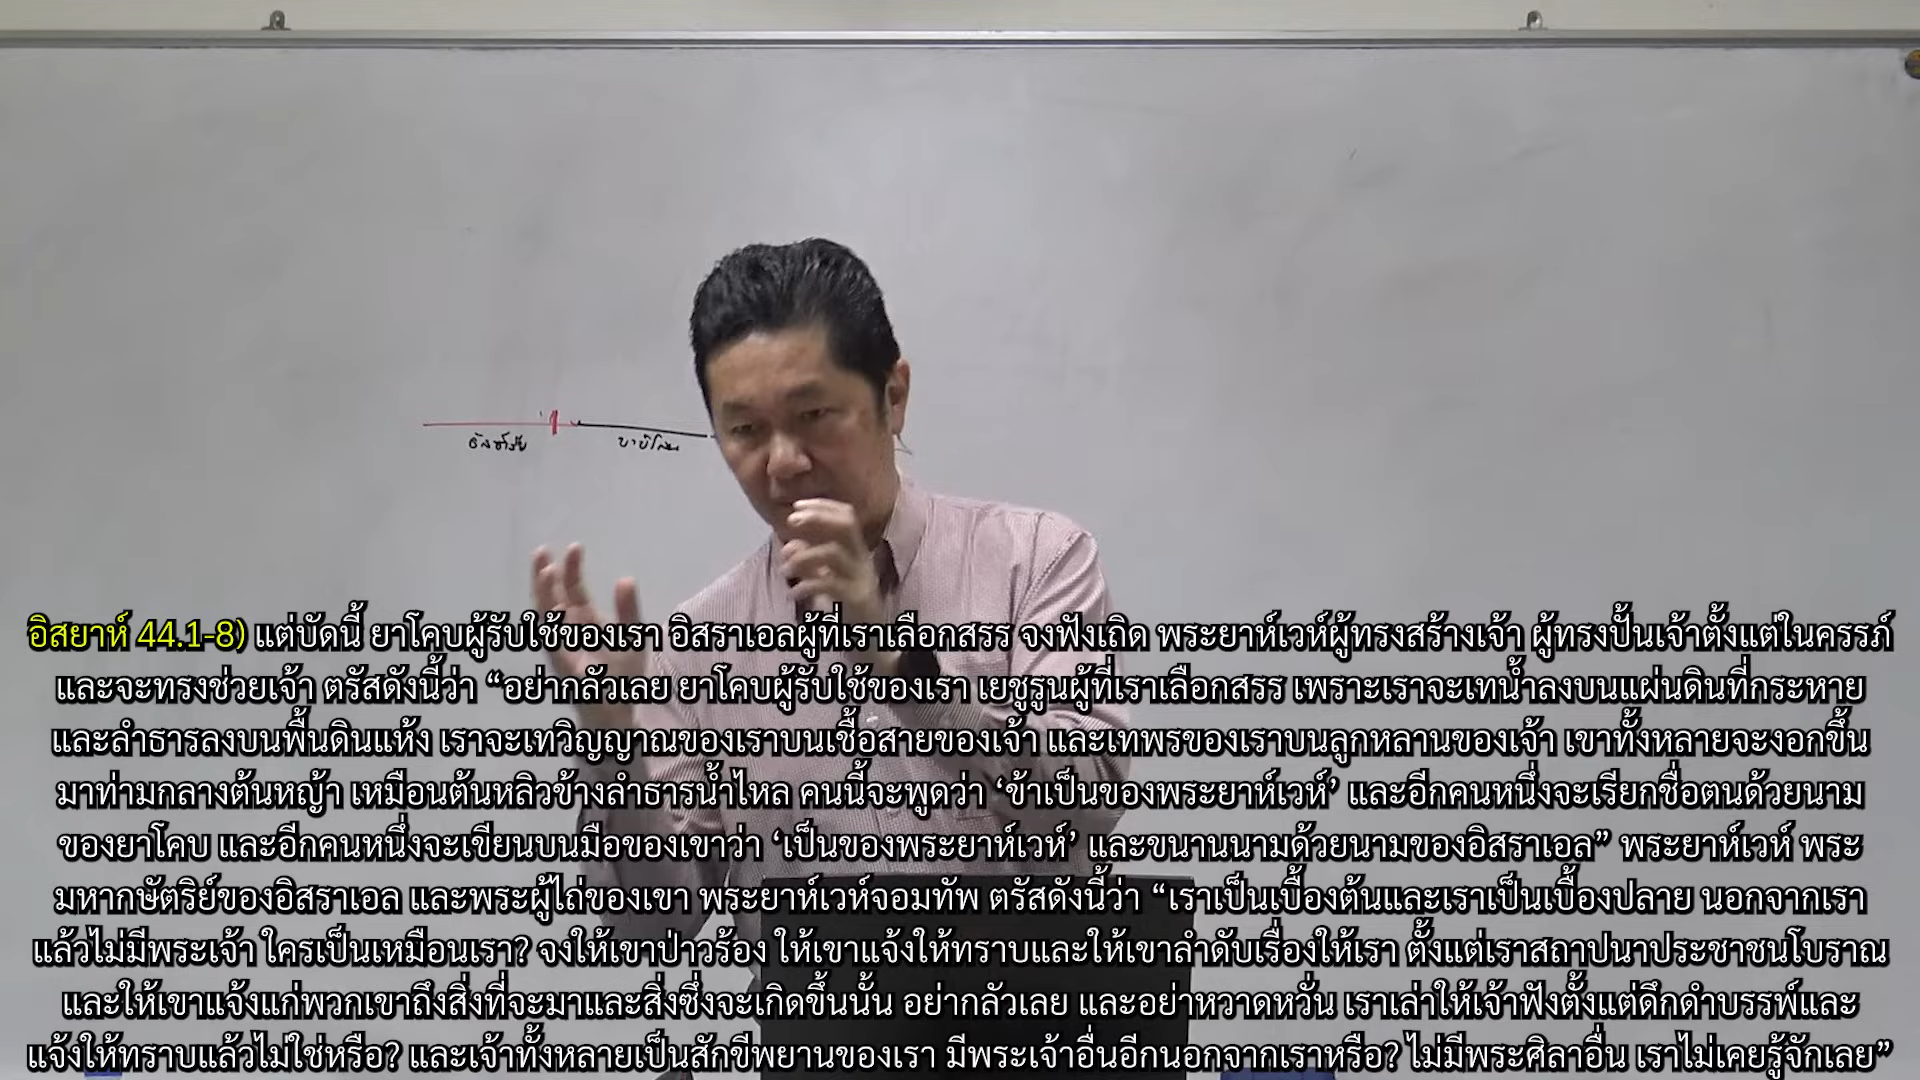 บาบิโลน
อิสยาห์ 44.1-8) แต่บัดนี้ ยาโคบผู้รับใช้ของเรา อิสราเอลผู้ที่เราเลือกสรร จงฟังเถิด พระยาห์เวห์ผู้ทรงสร้างเจ้า ผู้ทรงปั้นเจ้าตั้งแต่ในครรภ์
และจะทรงช่วยเจ้า ตรัสดังนี้ว่า “อย่ากลัวเลย ยาโคบผู้รับใช้ของเรา เยชูรูนผู้ที่เราเลือกสรร เพราะเราจะเทน้ำลงบนแผ่นดินที่กระหาย
และลำธารลงบนพื้นดินแห้ง เราจะเทวิญญาณของเราบนเชื้อสายของเจ้า และเทพรของเราบนลูกหลานของเจ้า เขาทั้งหลายจะงอกขึ้น
มาท่ามกลางต้นหญ้า เหมือนต้นหลิวข้างลำธารน้ำไหล คนนี้จะพูดว่า ‘ข้าเป็นของพระยาห์เวห์’ และอีกคนหนึ่งจะเรียกชื่อตนด้วยนาม
ของยาโคบ และอีกคนหนึ่งจะเขียนบนมือของเขาว่า ‘เป็นของพระยาห์เวห์’ และขนานนามด้วยนามของอิสราเอล” พระยาห์เวห์ พระ
มหากษัตริย์ของอิสราเอล และพระผู้ไถ่ของเขา พระยาห์เวห์จอมทัพ ตรัสดังนี้ว่า “เราเป็นเบื้องต้นและเราเป็นเบื้องปลาย นอกจากเรา
แล้วไม่มีพระเจ้า ใครเป็นเหมือนเรา? จงให้เขาป่าวร้อง ให้เขาแจ้งให้ทราบและให้เขาลำดับเรื่องให้เรา ตั้งแต่เราสถาปนาประชาชนโบราณ
และให้เขาแจ้งแก่พวกเขาถึงสิ่งที่จะมาและสิ่งซึ่งจะเกิดขึ้นนั้น อย่ากลัวเลย และอย่าหวาดหวั่น เราเล่าให้เจ้าฟังตั้งแต่ดึกดำบรรพ์และ
แจ้งให้ทราบแล้วไม่ใช่หรือ? และเจ้าทั้งหลายเป็นสักขีพยานของเรา มีพระเจ้าอื่นอีกนอกจากเราหรือ? ไม่มีพระศิลาอื่น เราไม่เคยรู้จักเลย”